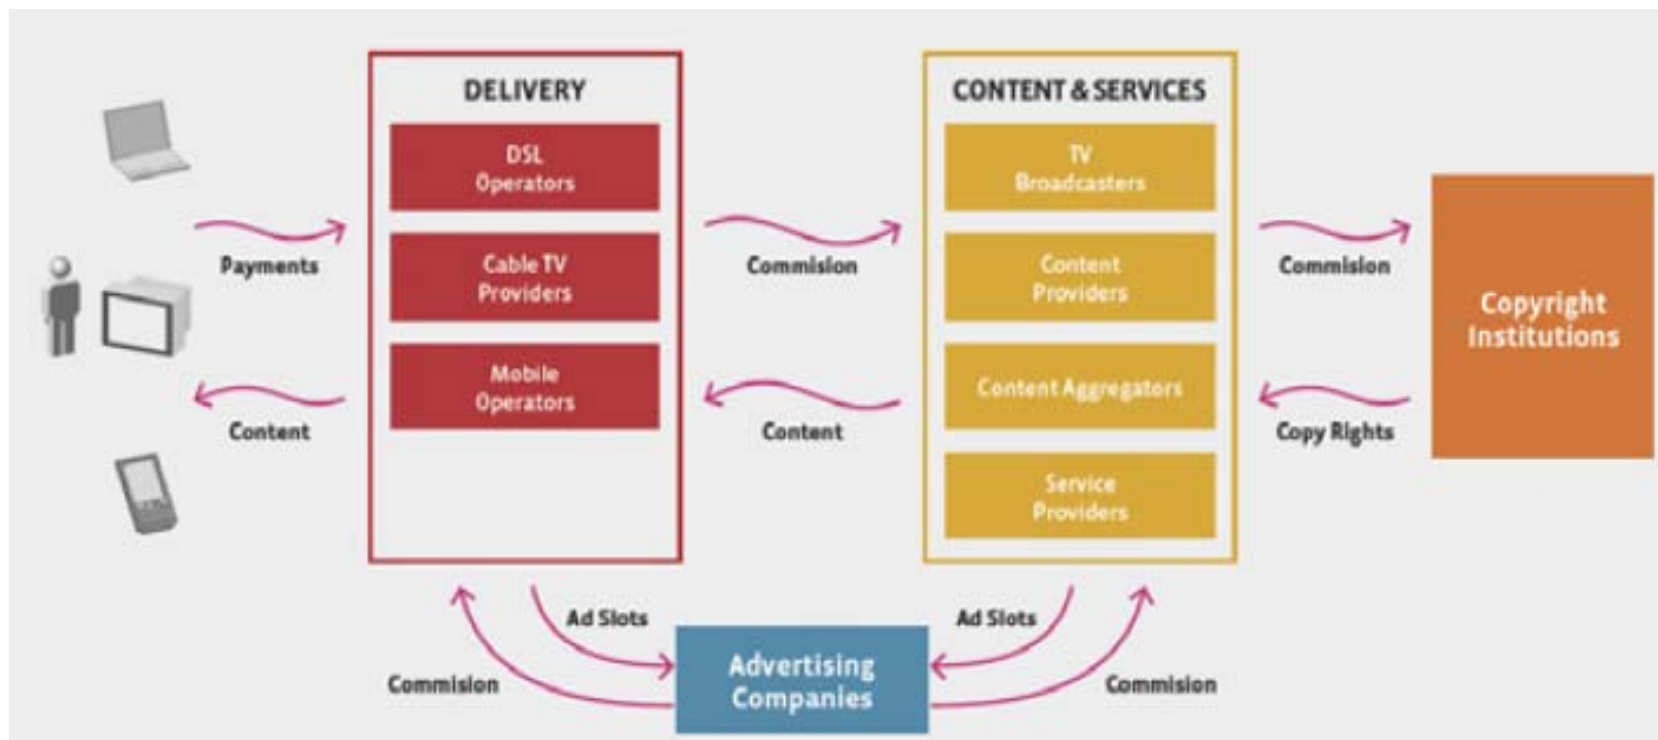 DELIVERY
DSL
Operators
Cable TV
Providers
Mobile
Operators
CONTENT & SERVICES
TV
Broadcasters
Content
Providers
Content Aggregators
Service
Providers
Copyright
Institutions
Payments
Content
Commision
Content
Commision
Copy Rights
Ad Slots
Commision
Advertising
Companies
Ad Slots
Commision